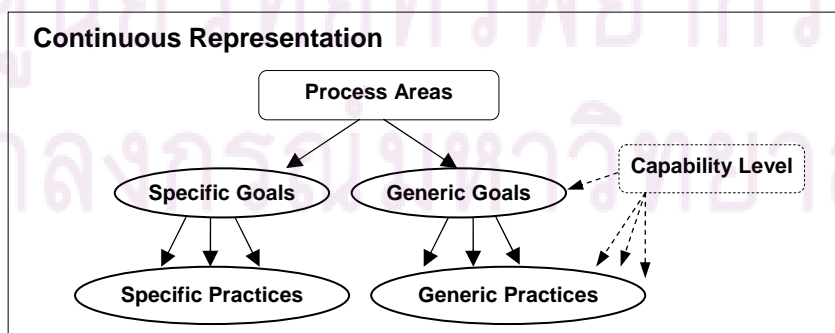 Continuous Representation
Process Areas
Capability Level
Specific Goals
Generic Goals
Specific Practices
Generic Practices